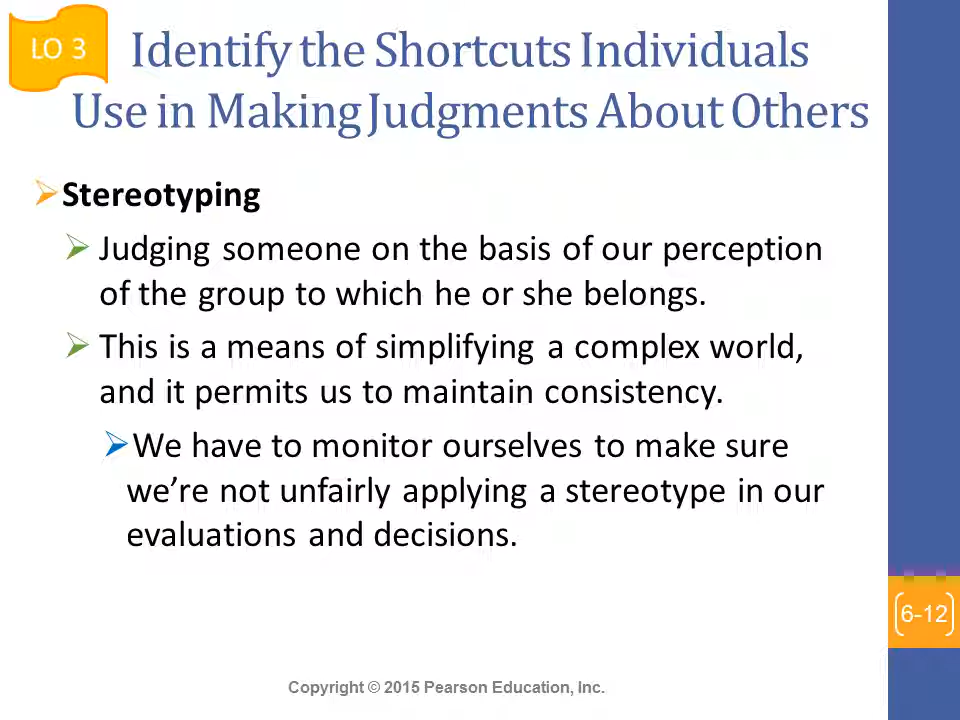 LO 3
Identify the Shortcuts Individuals
Use in Making Judgments About Others
Stereotyping
Judging someone on the basis of our perception
of the group to which he or she belongs.
This is a means of simplifying a complex world,
and it permits us to maintain consistency.
We have to monitor ourselves to make sure
we’re not unfairly applying a stereotype in our
evaluations and decisions.
6-12
Copyright © 2015 Pearson Education, Inc.